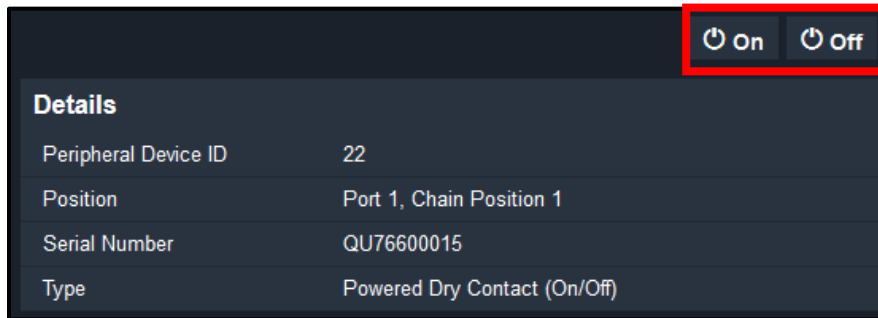 On Off
Details
Peripheral Device ID 22
Position Port 1, Chain Position 1
Serial Number QU76600015
Type Powered Dry Contact (On/Off)